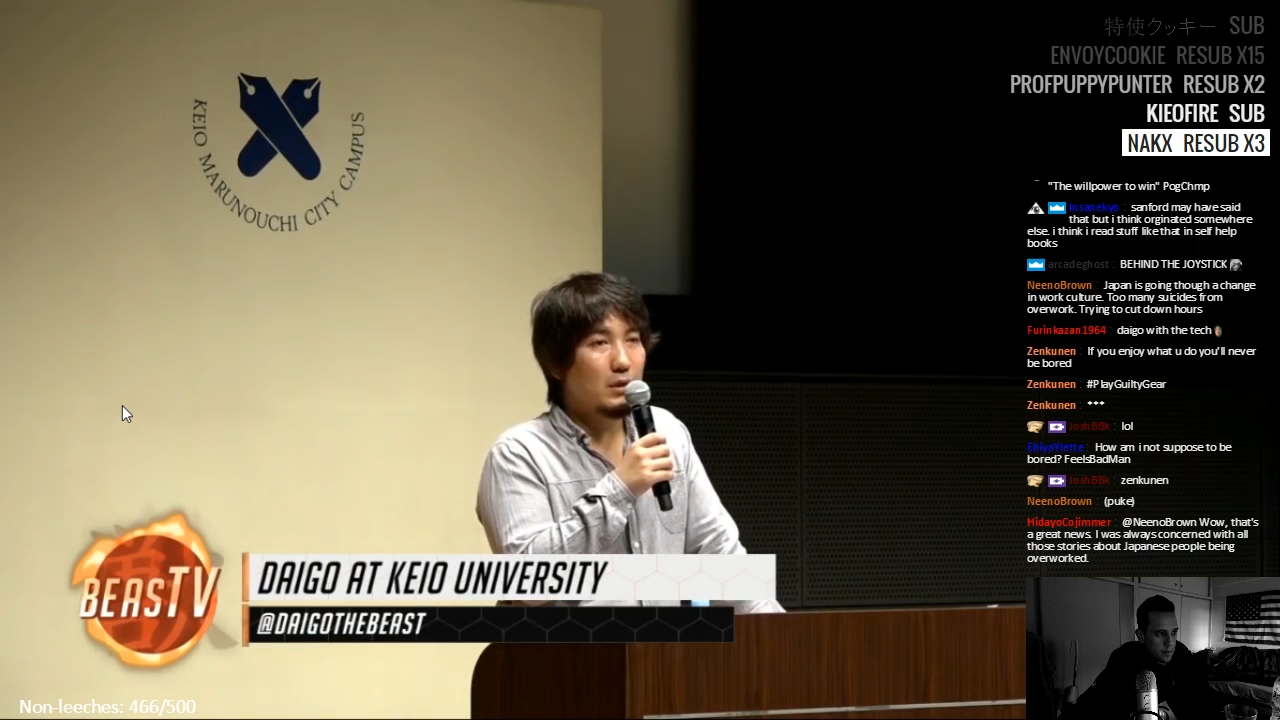 KEIO MARUNOUCHI CITY CAMPUS
特使クッキー SUB
ENVOYCOOKIE RESUB X15
PROFPUPPYPUNTER RESUB X2
KIEOFIRE SUB
NAKX RESUB X3
"The willpower to win" PogChmp
Insanekyo : sanford may have said
that but i think orginated somewhere
else. i think i read stuff like that in self help
books
arcadeghost : BEHIND THE JOYSTICK
NeenoBrown : Japan is going though a change
in work culture. Too many suicides from
overwork. Trying to cut down hours
Furinkazan1964 : daigo with the tech
Zenkunen : If you enjoy what u do you'll never
be bored
Zenkunen : #PlayGuiltyGear
Zenkunen : ***
JoshBBk : lol
How am i not suppose to be
bored? FeelsBadMan
JoshBBk : zenkunen
NeenoBrown : (puke)
HidayoCojimmer : @NeenoBrown Wow, that's
a great news. I was always concerned with all
those stories about Japanese people being
overworked.
BEASTV
DAIGO AT KEIO UNIVERSITY
@DAIGOTHEBEAST
Non-leeches: 466/500